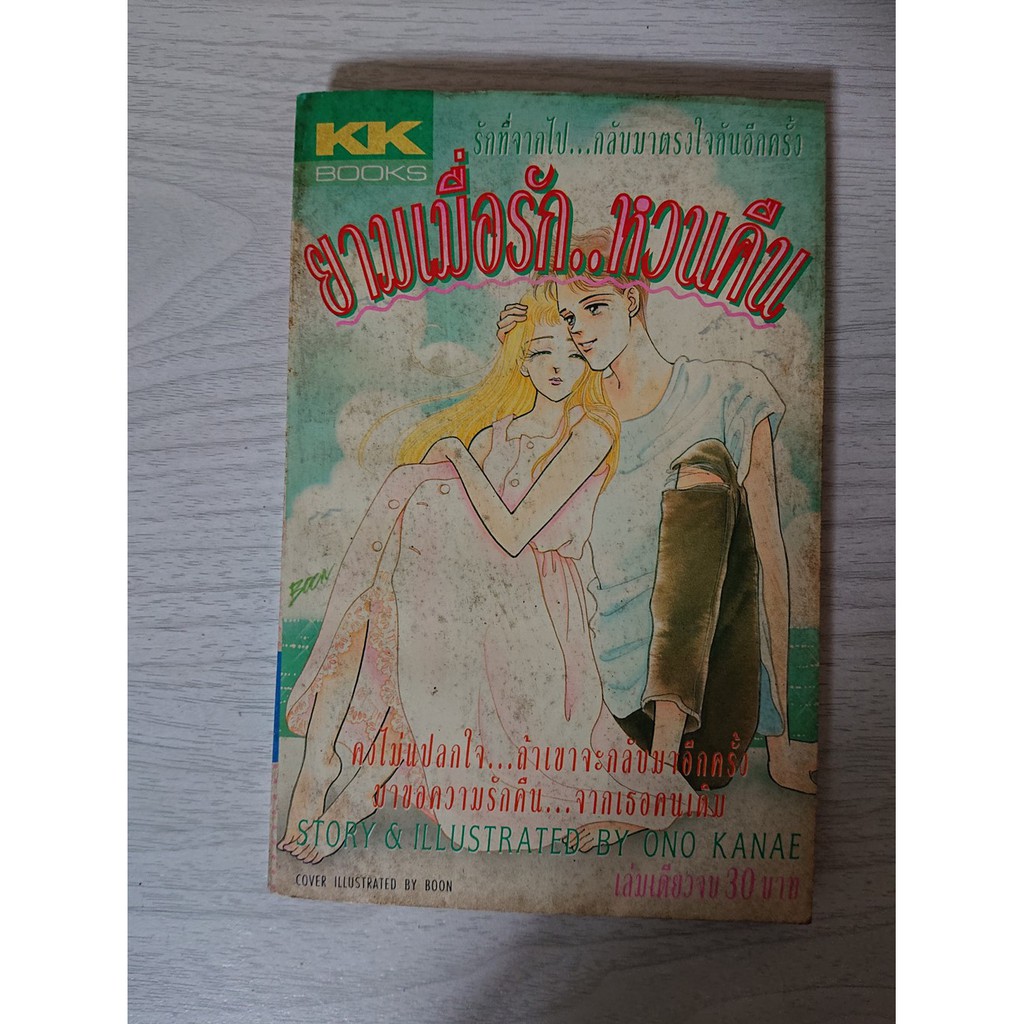 KK
BOOKS
รักที่จากไป...กลับมาตรงใจกันอีกครั้ง
ยามเมื่อรัก..หวนคืน
BOON
คงไม่แปลกใจ...ถ้าเขาจะกลับมาอีกครั้ง
มาขอความรักคืน...จากเธอคนเดิม
STORY & ILLUSTRATED BY ONO KANAE
COVER ILLUSTRATED BY BOON
เล่มเดียวจบ 30 บาท